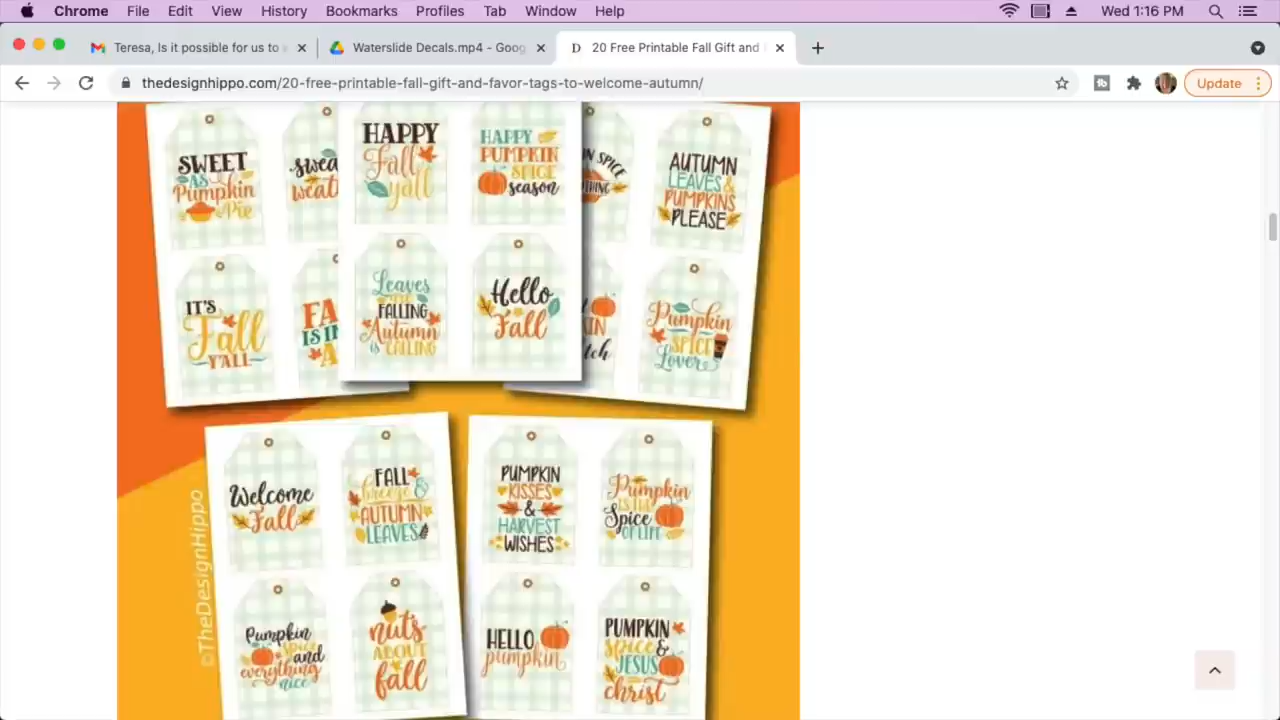 Chrome File Edit View History Bookmarks Profiles Tab Window Help Wed 1:16 PM
Teresa, Is it possible for us to Waterslide Decals.mp4 - Goog 20 Free Printable Fall Gift and
thedesignhippo.com/20-free-printable-fall-gift-and-favor-tags-to-welcome-autumn/ Update
SWEET
AS
Pumpkin
Pie
HAPPY
Fall
y'all
HAPPY
PUMPKIN
SPICE
season
SPICE
AUTUMN
LEAVES &
PUMPKINS
PLEASE
IT'S
Fall
Y'ALL
FA
IS IN
A
Leaves
ARE
FALLING
Autumn
is CALLING
Hello
Fall
Pumpkin
SPICE
Lover
Welcome
Fall
FALL
breeze &
AUTUMN
LEAVES
PUMPKIN
KISSES
&
HARVEST
WISHES
Pumpkin
IS THE
Spice
OF LIFE
Pumpkin
spice
and
everything
nice
nuts
ABOUT
fall
HELLO
pumpkin
PUMPKIN
spice &
JESUS
christ
©TheDesignHippo